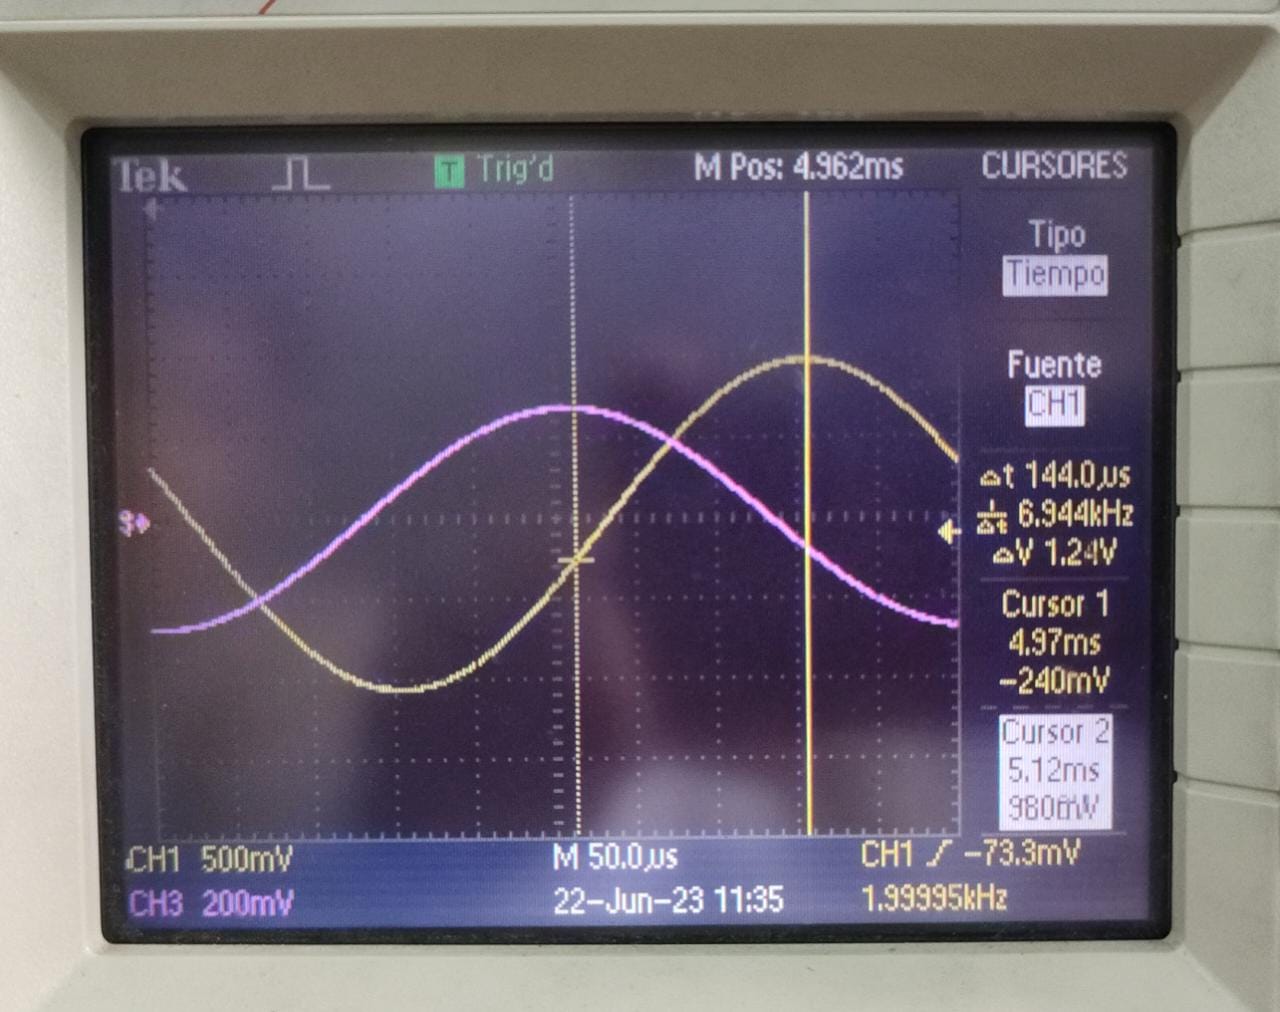 Tek T Trig'd M Pos: 4.962ms CURSORES
Tipo
Tiempo
Fuente
CH1
Δt 144.0µs
1/Δt 6.944kHz
ΔV 1.24V
Cursor 1
4.97ms
-240mV
Cursor 2
5.12ms
980mV
3
CH1 500mV M 50.0µs CH1 -73.3mV
CH3 200mV 22-Jun-23 11:35 1.99995kHz